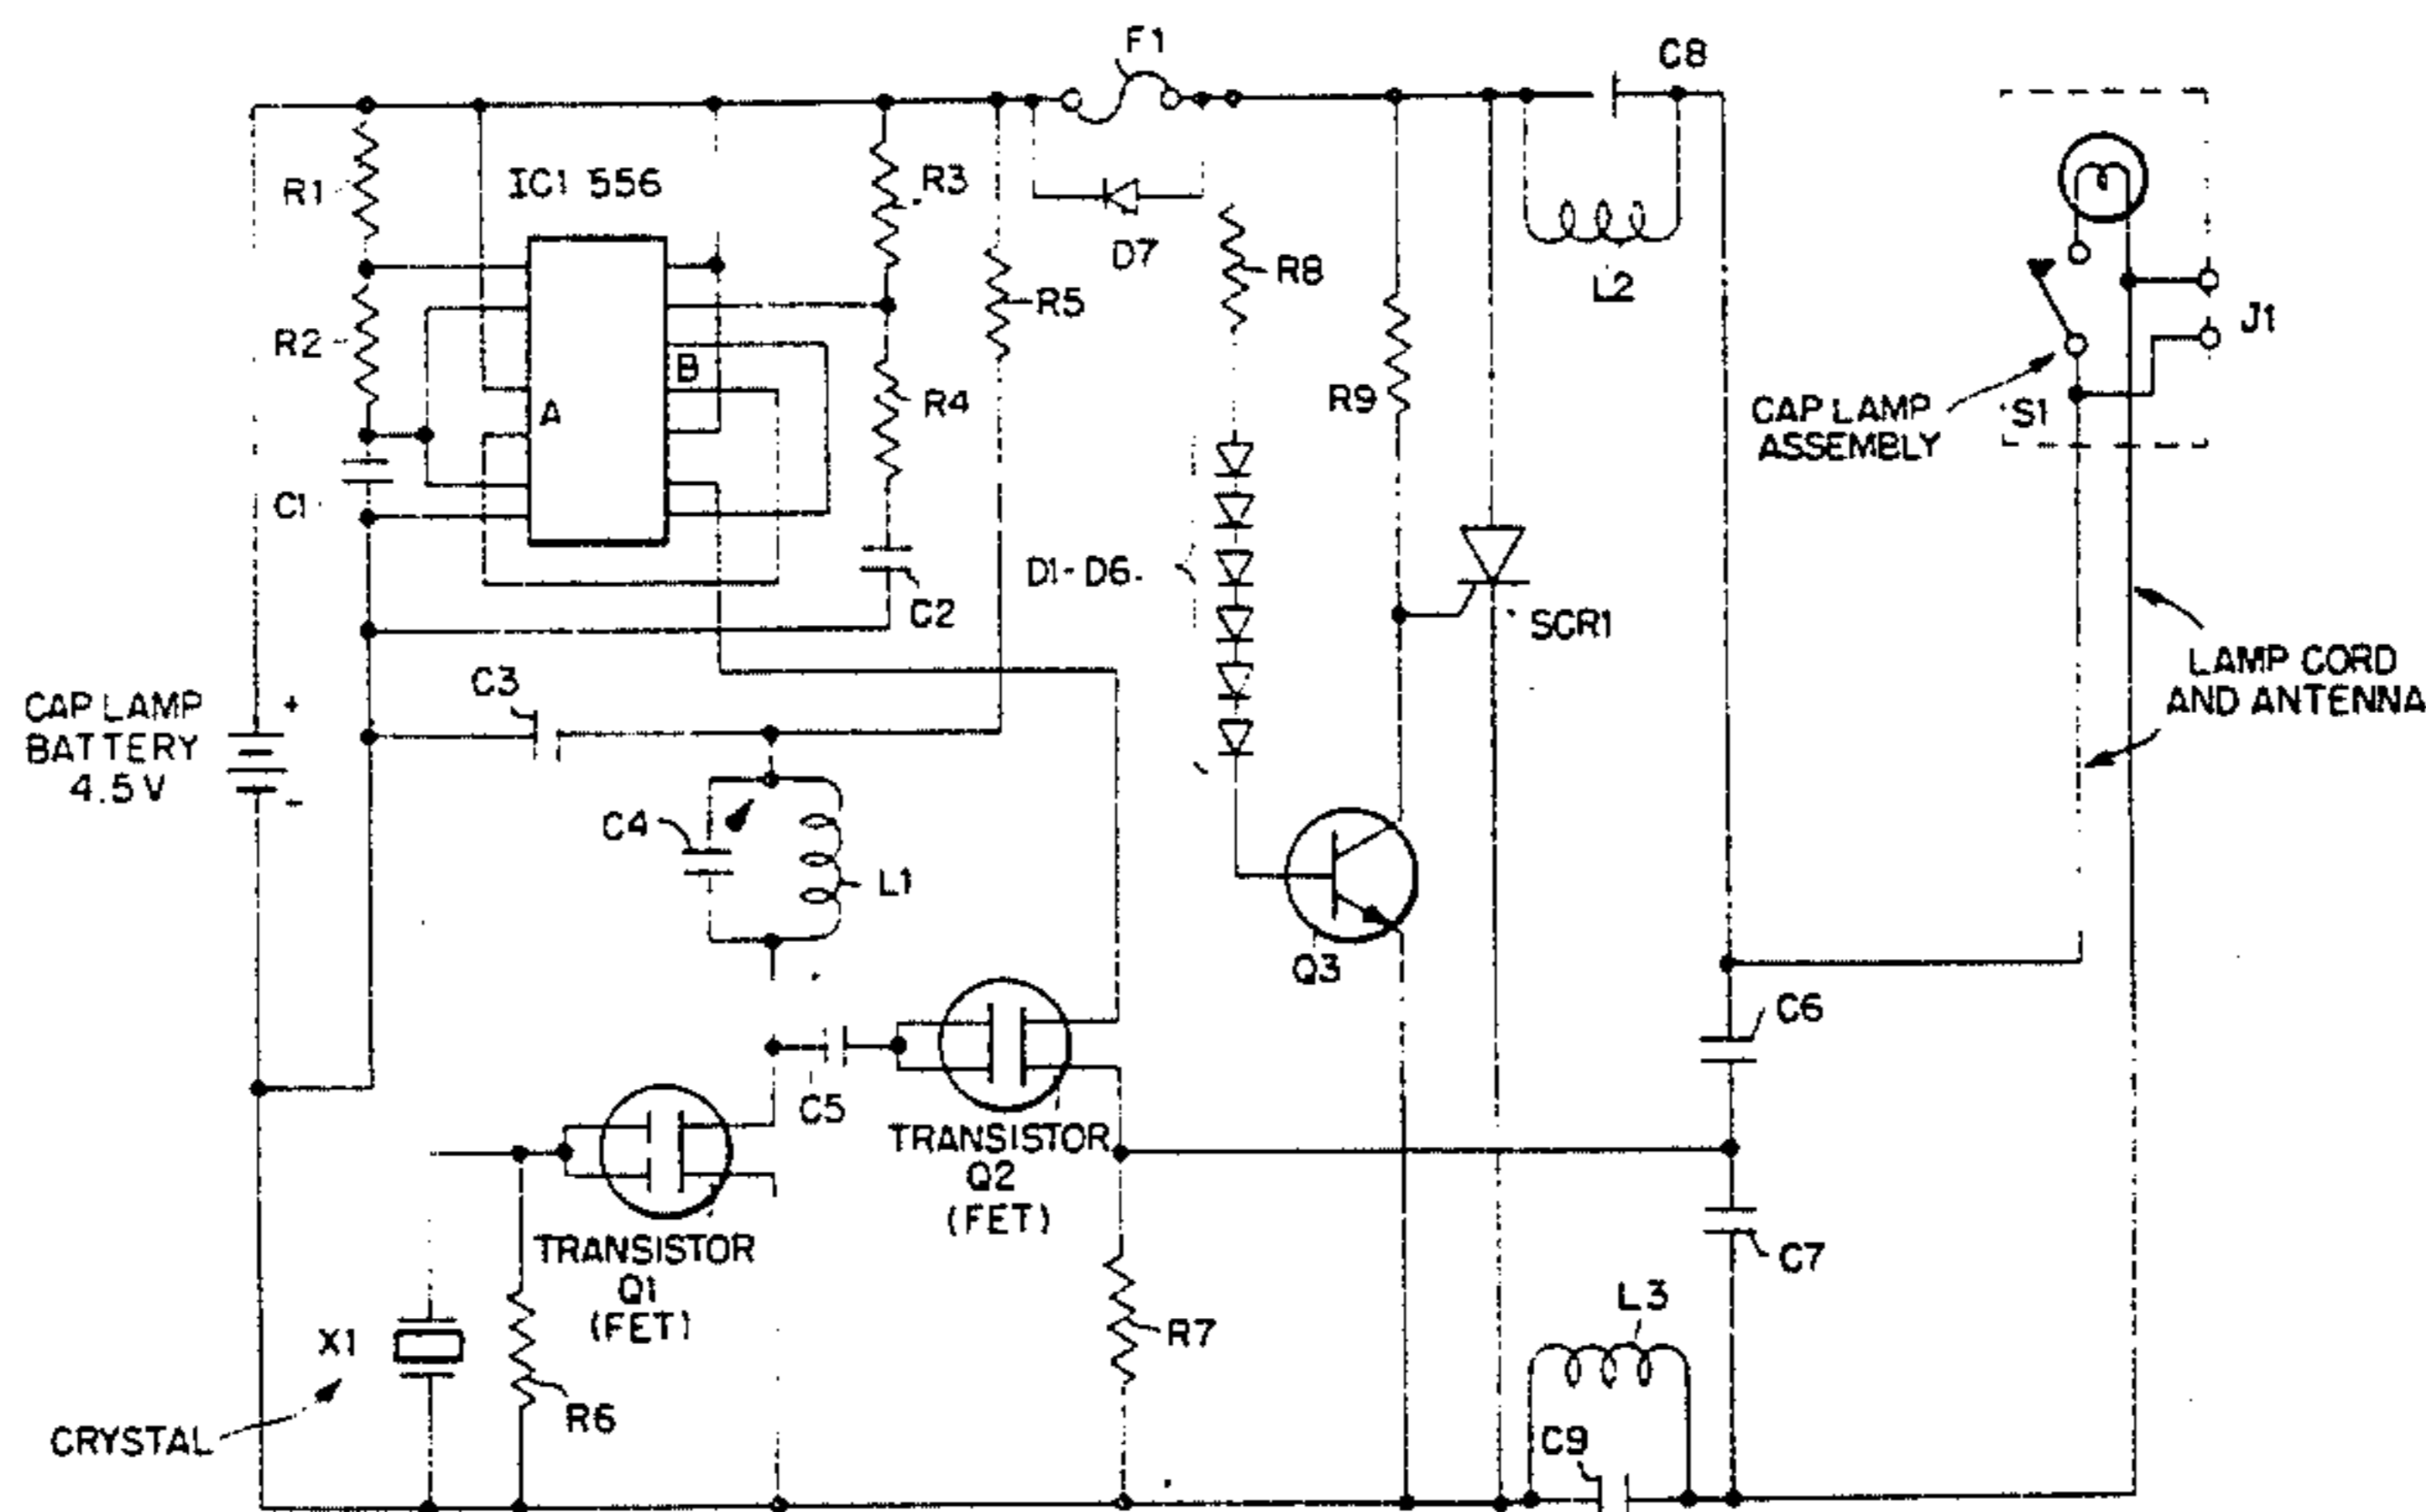 F1
C8
R1
IC1 556
R3
D7
R8
L2
R5
J1
R2
B
R4
R9
A
CAP LAMP
ASSEMBLY
S1
C1
D1-D6
C2
SCR1
LAMP CORD
AND ANTENNA
C3
CAP LAMP
BATTERY
4.5 V
+
-
C4
L1
Q3
C6
C5
TRANSISTOR
Q2
(FET)
TRANSISTOR
Q1
(FET)
C7
L3
X1
R7
R6
CRYSTAL
C9